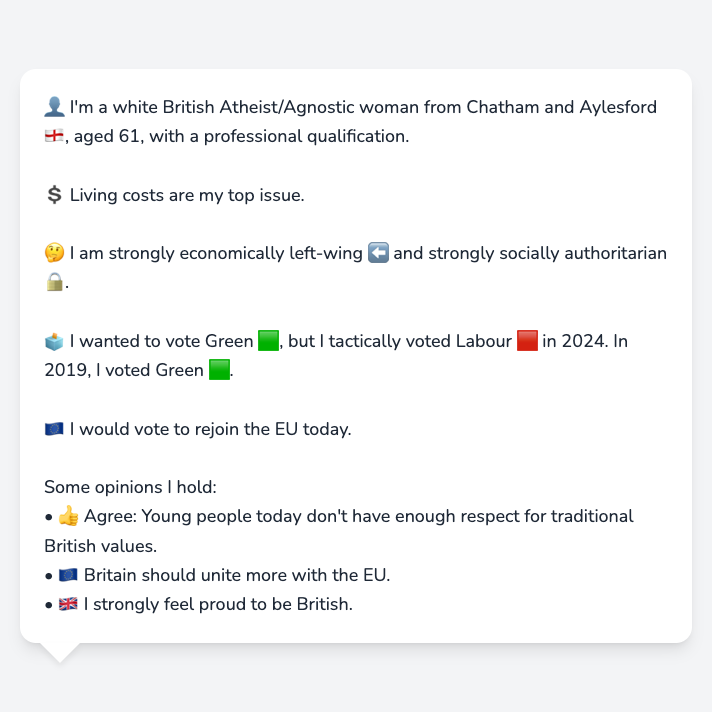 👤 I'm a white British Atheist/Agnostic woman from Chatham and Aylesford
🏴󠁧󠁢󠁥󠁮󠁧󠁿, aged 61, with a professional qualification.
💲 Living costs are my top issue.
🤔 I am strongly economically left-wing ⬅️ and strongly socially authoritarian
🔒.
🗳️ I wanted to vote Green 🟩, but I tactically voted Labour 🟥 in 2024. In
2019, I voted Green 🟩.
🇪🇺 I would vote to rejoin the EU today.
Some opinions I hold:
• 👍 Agree: Young people today don't have enough respect for traditional
British values.
• 🇪🇺 Britain should unite more with the EU.
• 🇬🇧 I strongly feel proud to be British.